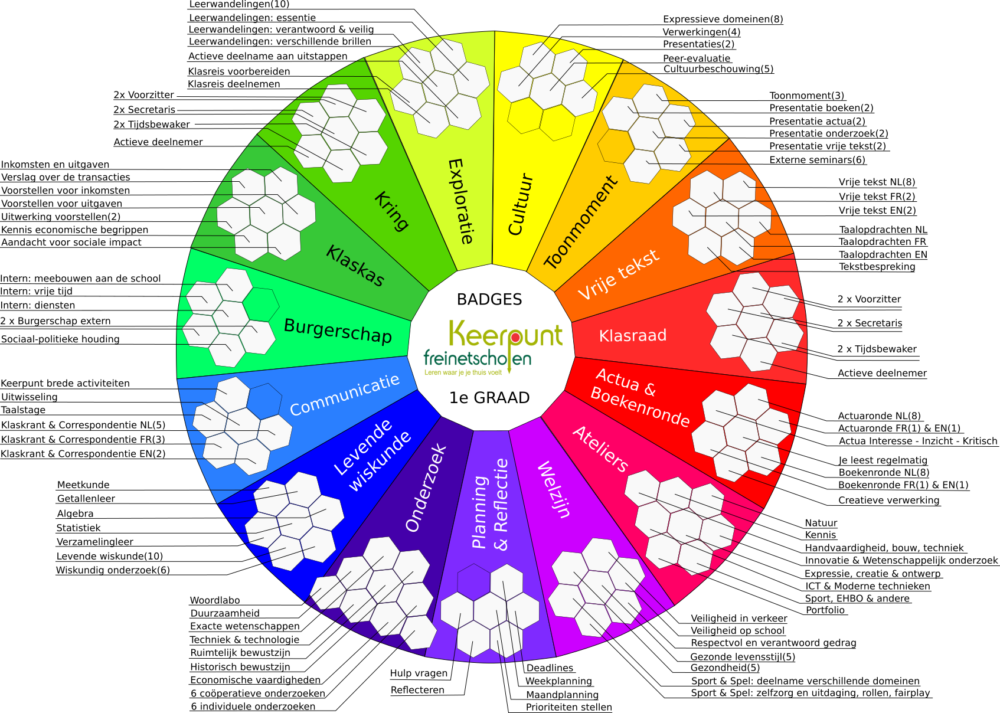 Leerwandelingen(10)
Leerwandelingen: essentie
Leerwandelingen: verantwoord & veilig
Leerwandelingen: verschillende brillen
Actieve deelname aan uitstappen
Klasreis voorbereiden
Klasreis deelnemen
2x Voorzitter
2x Secretaris
2x Tijdsbewaker
Actieve deelnemer
Inkomsten en uitgaven
Verslag over de transacties
Voorstellen voor inkomsten
Voorstellen voor uitgaven
Uitwerking voorstellen(2)
Kennis economische begrippen
Aandacht voor sociale impact
Intern: meebouwen aan de school
Intern: vrije tijd
Intern: diensten
2 x Burgerschap extern
Sociaal-politieke houding
Keerpunt brede activiteiten
Uitwisseling
Taalstage
Klaskrant & Correspondentie NL(5)
Klaskrant & Correspondentie FR(3)
Klaskrant & Correspondentie EN(2)
Meetkunde
Getallenleer
Algebra
Statistiek
Verzamelingleer
Levende wiskunde(10)
Wiskundig onderzoek(6)
Woordlabo
Duurzaamheid
Exacte wetenschappen
Techniek & technologie
Ruimtelijk bewustzijn
Historisch bewustzijn
Economische vaardigheden
6 coöperatieve onderzoeken
6 individuele onderzoeken
Hulp vragen
Reflecteren
Deadlines
Weekplanning
Maandplanning
Prioriteiten stellen
Expressieve domeinen(8)
Verwerkingen(4)
Presentaties(2)
Peer-evaluatie
Cultuurbeschouwing(5)
Toonmoment(3)
Presentatie boeken(2)
Presentatie actua(2)
Presentatie onderzoek(2)
Presentatie vrije tekst(2)
Externe seminars(6)
Vrije tekst NL(8)
Vrije tekst FR(2)
Vrije tekst EN(2)
Taalopdrachten NL
Taalopdrachten FR
Taalopdrachten EN
Tekstbespreking
2 x Voorzitter
2 x Secretaris
2 x Tijdsbewaker
Actieve deelnemer
Actuaronde NL(8)
Actuaronde FR(1) & EN(1)
Actua Interesse - Inzicht - Kritisch
Je leest regelmatig
Boekenronde NL(8)
Boekenronde FR(1) & EN(1)
Creatieve verwerking
Natuur
Kennis
Handvaardigheid, bouw, techniek
Innovatie & Wetenschappelijk onderzoek
Expressie, creatie & ontwerp
ICT & Moderne technieken
Sport, EHBO & andere
Portfolio
Veiligheid in verkeer
Veiligheid op school
Respectvol en verantwoord gedrag
Gezonde levensstijl(5)
Gezondheid(5)
Sport & Spel: deelname verschillende domeinen
Sport & Spel: zelfzorg en uitdaging, rollen, fairplay
Exploratie
Cultuur
Toonmoment
Vrije tekst
Klasraad
Actua &
Boekenronde
Ateliers
Welzijn
Planning
& Reflectie
Onderzoek
Levende
wiskunde
Communicatie
Burgerschap
Klaskas
Kring
BADGES
Keerpunt
freinetscholen
Leren waar je je thuis voelt
1e GRAAD